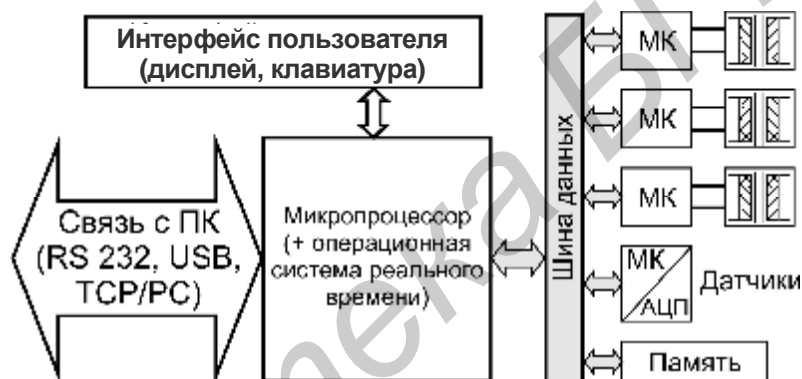 Интерфейс пользователя
(дисплей, клавиатура)
Связь с ПК
(RS 232, USB,
TCP/PC)
Микропроцессор
(+ операционная
система реального
времени)
Шина данных
МК
МК
МК
МК
АЦП
Датчики
Память